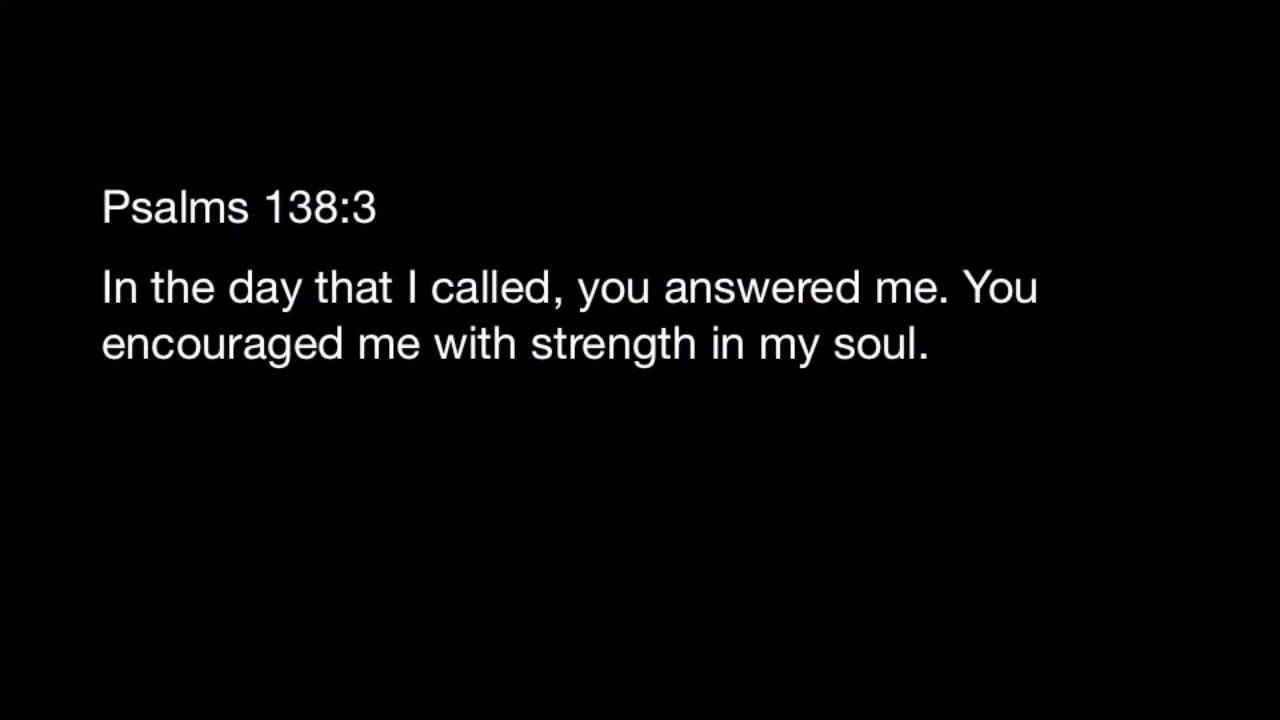 Psalms 138:3
In the day that I called, you answered me. You
encouraged me with strength in my soul.